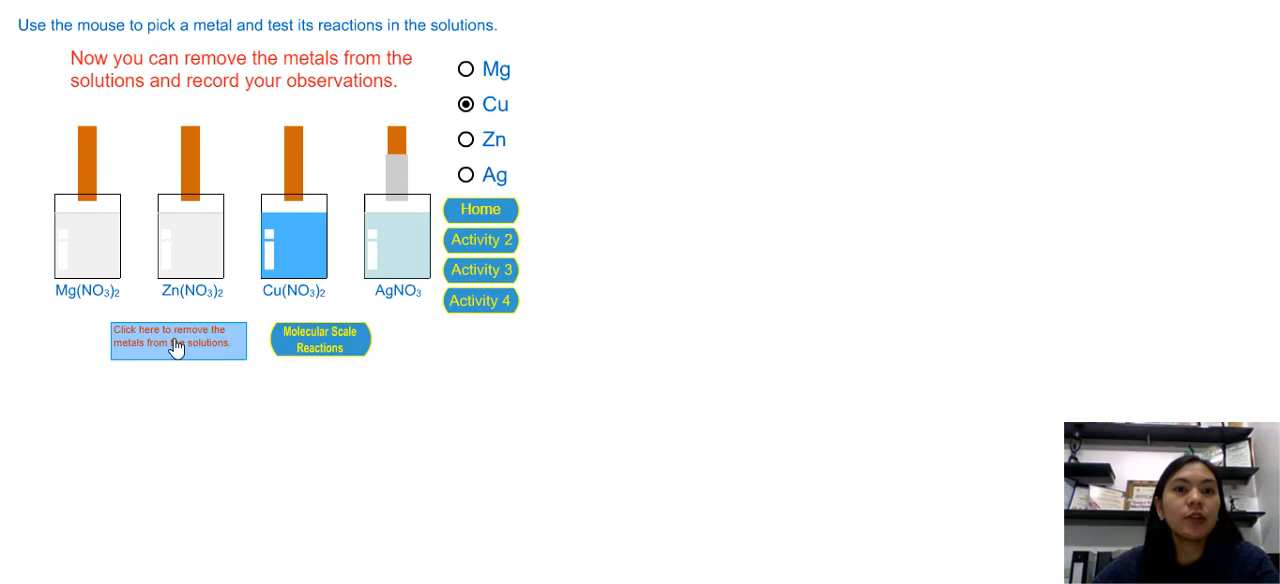 Use the mouse to pick a metal and test its reactions in the solutions.
Now you can remove the metals from the
solutions and record your observations.
Mg
Cu
Zn
Ag
Home
Activity 2
Activity 3
Activity 4
Mg(NO₃)₂
Zn(NO₃)₂
Cu(NO₃)₂
AgNO₃
Click here to remove the
metals from the solutions.
Molecular Scale
Reactions